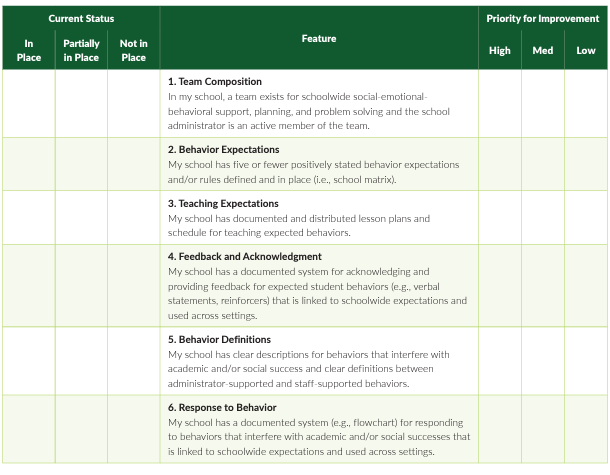 Current Status
Priority for Improvement
In Place
Partially in Place
Not in Place
Feature
High
Med
Low
1. Team Composition
In my school, a team exists for schoolwide social-emotional-
behavioral support, planning, and problem solving and the school
administrator is an active member of the team.
2. Behavior Expectations
My school has five or fewer positively stated behavior expectations
and/or rules defined and in place (i.e., school matrix).
3. Teaching Expectations
My school has documented and distributed lesson plans and
schedule for teaching expected behaviors.
4. Feedback and Acknowledgment
My school has a documented system for acknowledging and
providing feedback for expected student behaviors (e.g., verbal
statements, reinforcers) that is linked to schoolwide expectations and
used across settings.
5. Behavior Definitions
My school has clear descriptions for behaviors that interfere with
academic and/or social success and clear definitions between
administrator-supported and staff-supported behaviors.
6. Response to Behavior
My school has a documented system (e.g., flowchart) for responding
to behaviors that interfere with academic and/or social successes that
is linked to schoolwide expectations and used across settings.